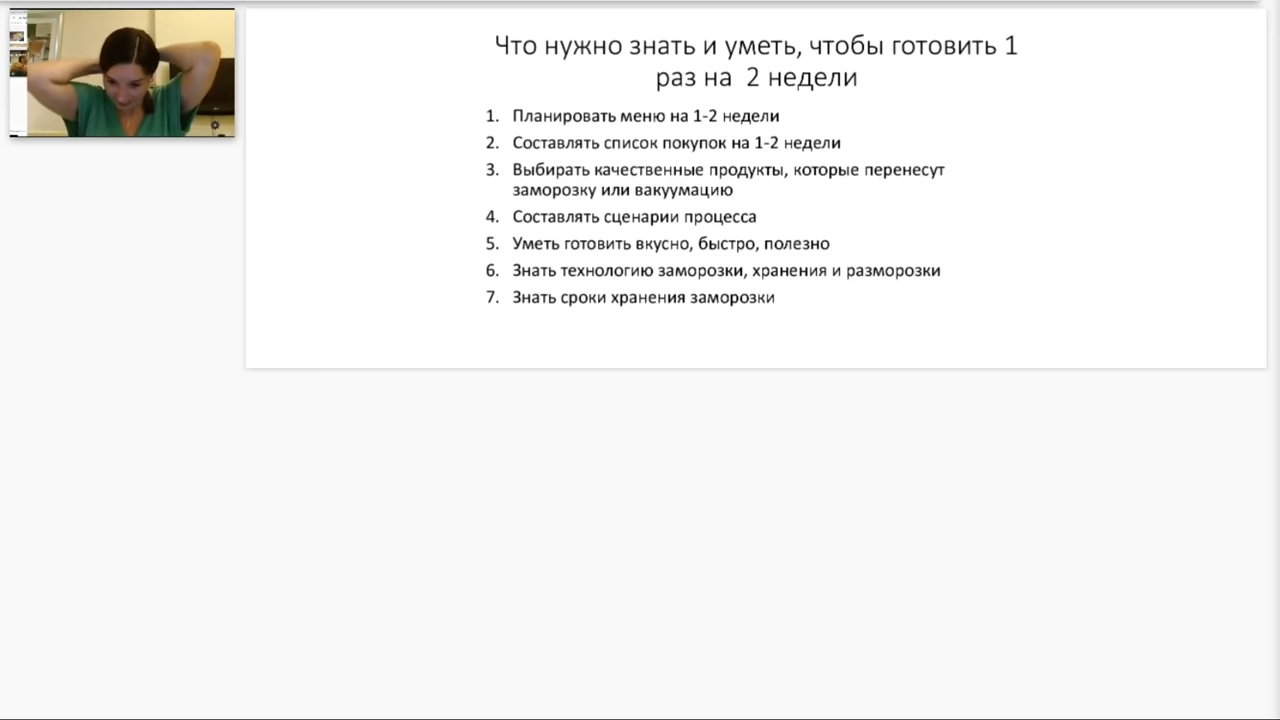 Что нужно знать и уметь, чтобы готовить 1
раз на 2 недели
1. Планировать меню на 1-2 недели
2. Составлять список покупок на 1-2 недели
3. Выбирать качественные продукты, которые перенесут
заморозку или вакуумацию
4. Составлять сценарии процесса
5. Уметь готовить вкусно, быстро, полезно
6. Знать технологию заморозки, хранения и разморозки
7. Знать сроки хранения заморозки